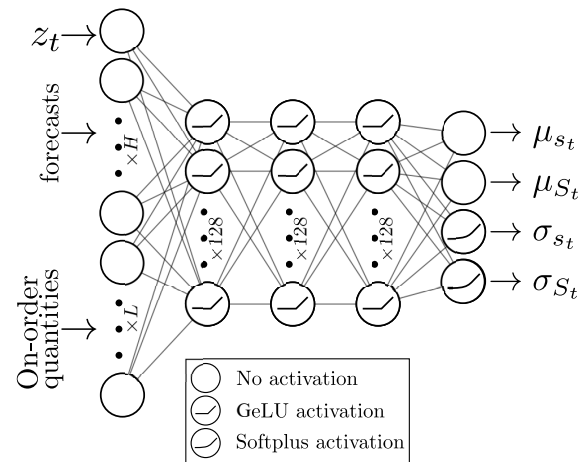 z_t
forecasts
×H
On-order
quantities
×L
×128
×128
×128
μ_{s_t}
μ_{S_t}
σ_{s_t}
σ_{S_t}
No activation
GeLU activation
Softplus activation